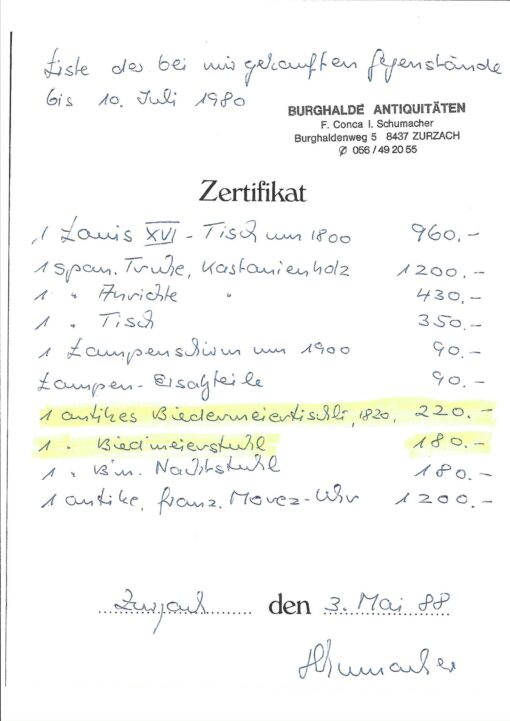 Liste der bei mir gekauften Gegenstände
bis 10. Juli 1980
BURGHALDE ANTIQUITÄTEN
F. Conca I. Schumacher
Burghaldenweg 5 8437 ZURZACH
Ø 056 / 49 20 55
Zertifikat
1 Louis XVI - Tisch um 1800 960.-
1 span. Truhe, Kastanienholz 1200.-
1 " Anrichte " 430.-
1 " Tisch 350.-
1 Lampenschirm um 1900 90.-
Lampen-Ersatzteile 90.-
1 antikes Biedermeiertischli, 1820, 220.-
1 " Biedmeierstuhl 180.-
1 " B'm. Nachtstuhl 180.-
1 antike, franz. Morez-Uhr 1200.-
Zurzach den 3. Mai 88
Schumacher